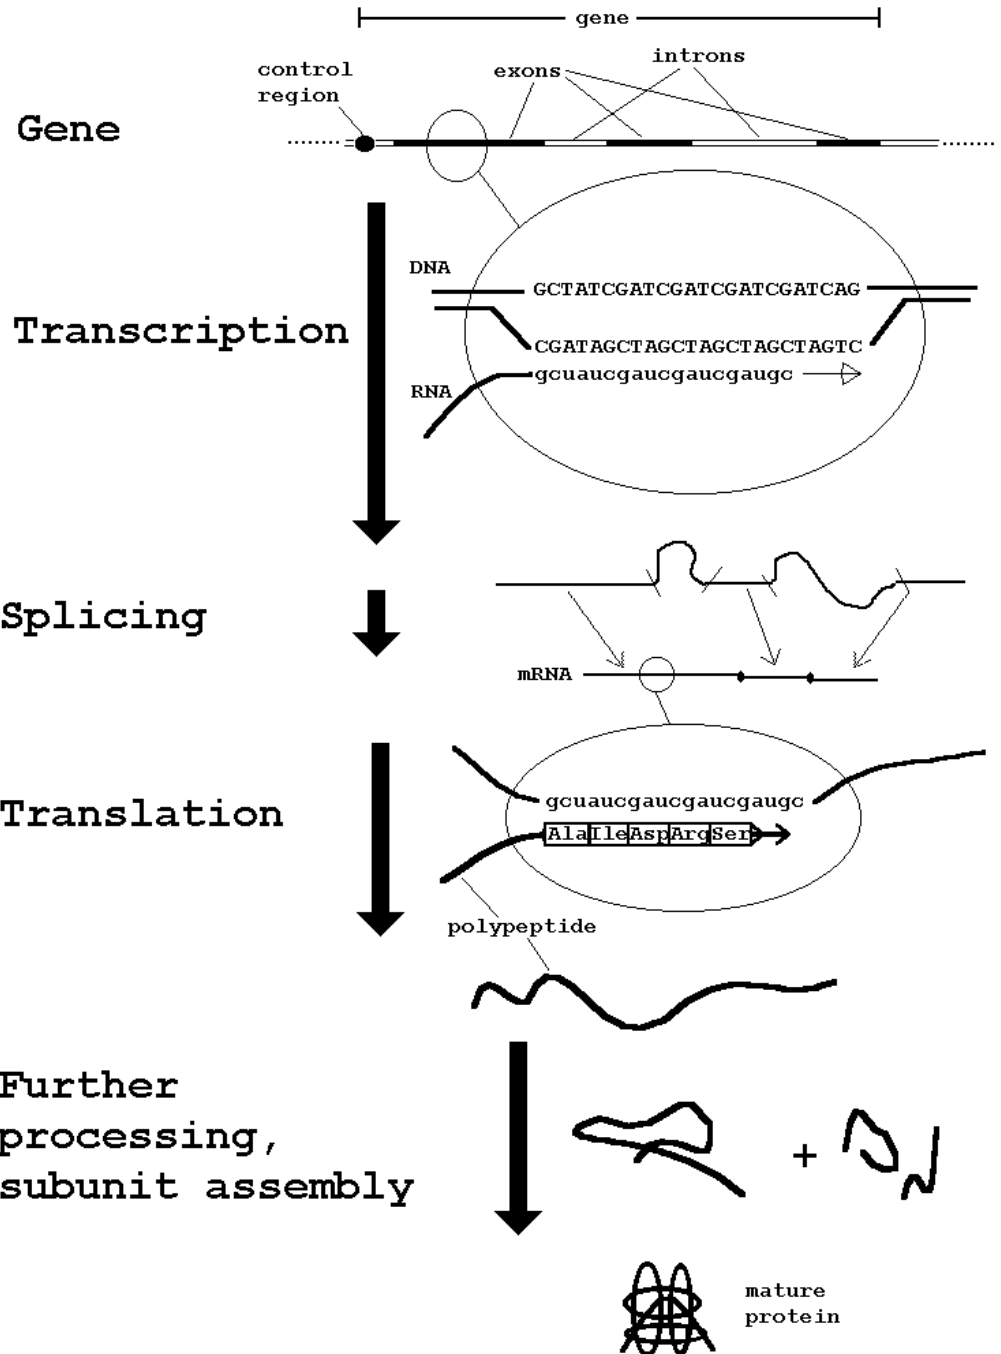 gene
control
region
exons
introns
Gene
DNA
GCTATCGATCGATCGATCGATCAG
Transcription
CGATAGCTAGCTAGCTAGCTAGTC
gcuaucgaucgaucgaugc
RNA
Splicing
mRNA
Translation
gcuaucgaucgaucgaugc
Ala Ile Asp Arg Ser
polypeptide
Further
processing,
subunit assembly
+
mature
protein